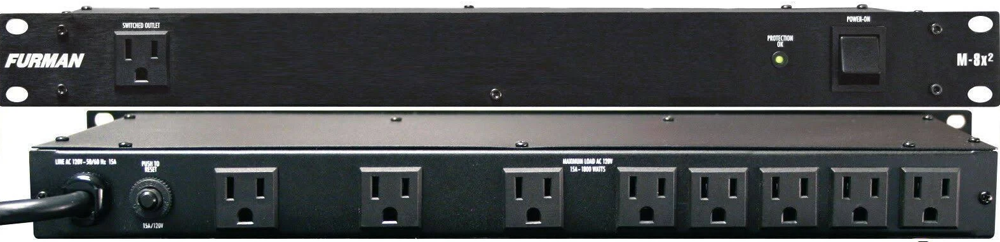 SWITCHED OUTLET
FURMAN
PROTECTION
OK
POWER-ON
M-8x²
LINE AC 120V~50/60 Hz 15A
PUSH TO
RESET
15A/120V
MAXIMUM LOAD AC 120V
15A-1800 WATTS